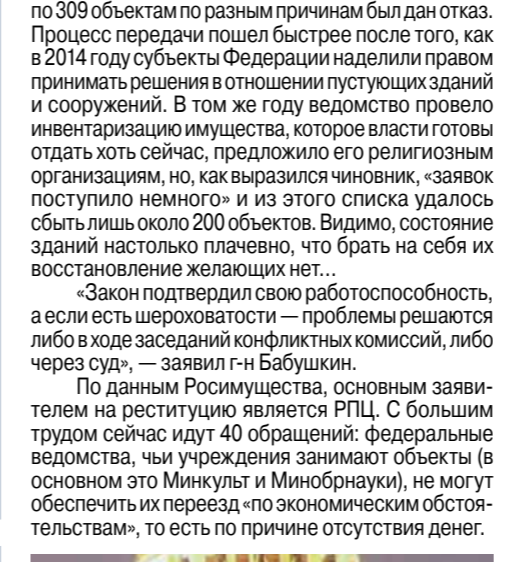 по 309 объектам по разным причинам был дан отказ.
Процесс передачи пошел быстрее после того, как
в 2014 году субъекты Федерации наделили правом
принимать решения в отношении пустующих зданий
и сооружений. В том же году ведомство провело
инвентаризацию имущества, которое власти готовы
отдать хоть сейчас, предложило его религиозным
организациям, но, как выразился чиновник, «заявок
поступило немного» и из этого списка удалось
сбыть лишь около 200 объектов. Видимо, состояние
зданий настолько плачевно, что брать на себя их
восстановление желающих нет...
«Закон подтвердил свою работоспособность,
а если есть шероховатости — проблемы решаются
либо в ходе заседаний конфликтных комиссий, либо
через суд», — заявил г-н Бабушкин.
По данным Росимущества, основным заяви-
телем на реституцию является РПЦ. С большим
трудом сейчас идут 40 обращений: федеральные
ведомства, чьи учреждения занимают объекты (в
основном это Минкульт и Минобрнауки), не могут
обеспечить их переезд «по экономическим обстоя-
тельствам», то есть по причине отсутствия денег.